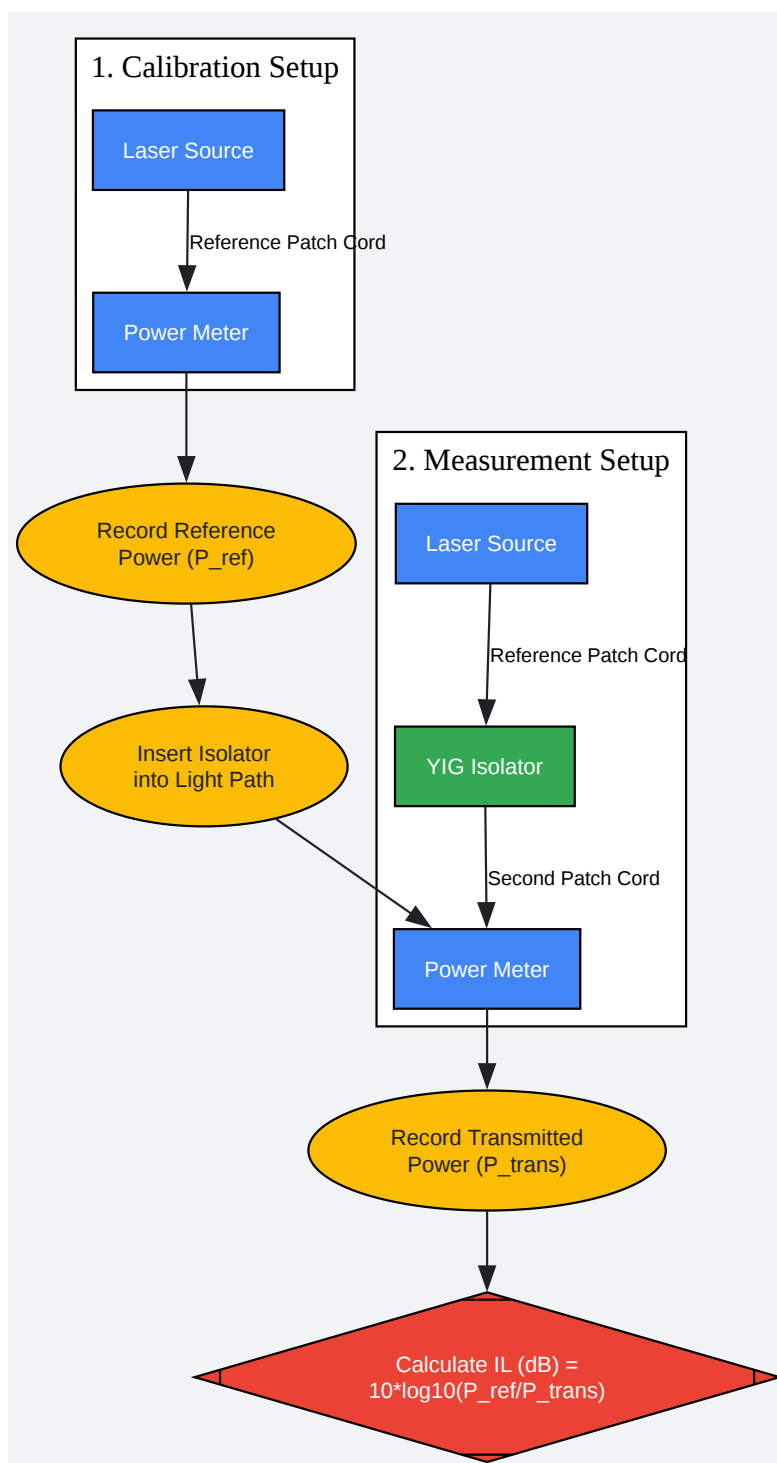 1. Calibration Setup
Laser Source
Reference Patch Cord
Power Meter
Record Reference
Power (P_ref)
Insert Isolator
into Light Path
2. Measurement Setup
Laser Source
Reference Patch Cord
YIG Isolator
Second Patch Cord
Power Meter
Record Transmitted
Power (P_trans)
Calculate IL (dB) =
10*log10(P_ref/P_trans)